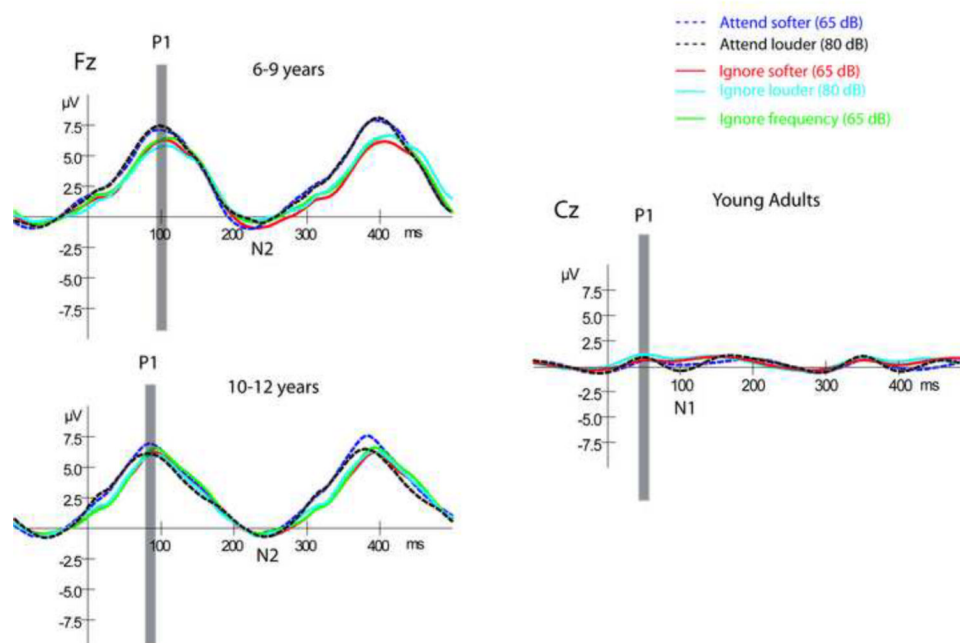 Attend softer (65 dB)
Attend louder (80 dB)
Ignore softer (65 dB)
Ignore louder (80 dB)
Ignore frequency (65 dB)
P1
Fz
6-9 years
µV
7.5
5.0
2.5
-2.5
-5.0
-7.5
100 200 300 400 ms
N2
P1
10-12 years
µV
7.5
5.0
2.5
-2.5
-5.0
-7.5
100 200 300 400 ms
N2
Cz
P1
Young Adults
µV
7.5
5.0
2.5
-2.5
-5.0
-7.5
100 200 300 400 ms
N1